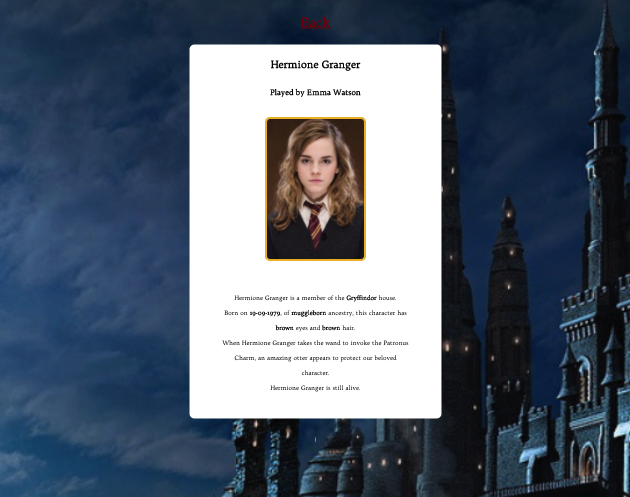 Back
Hermione Granger
Played by Emma Watson
Hermione Granger is a member of the Gryffindor house.
Born on 19-09-1979, of muggleborn ancestry, this character has
brown eyes and brown hair.
When Hermione Granger takes the wand to invoke the Patronus
Charm, an amazing otter appears to protect our beloved
character.
Hermione Granger is still alive.